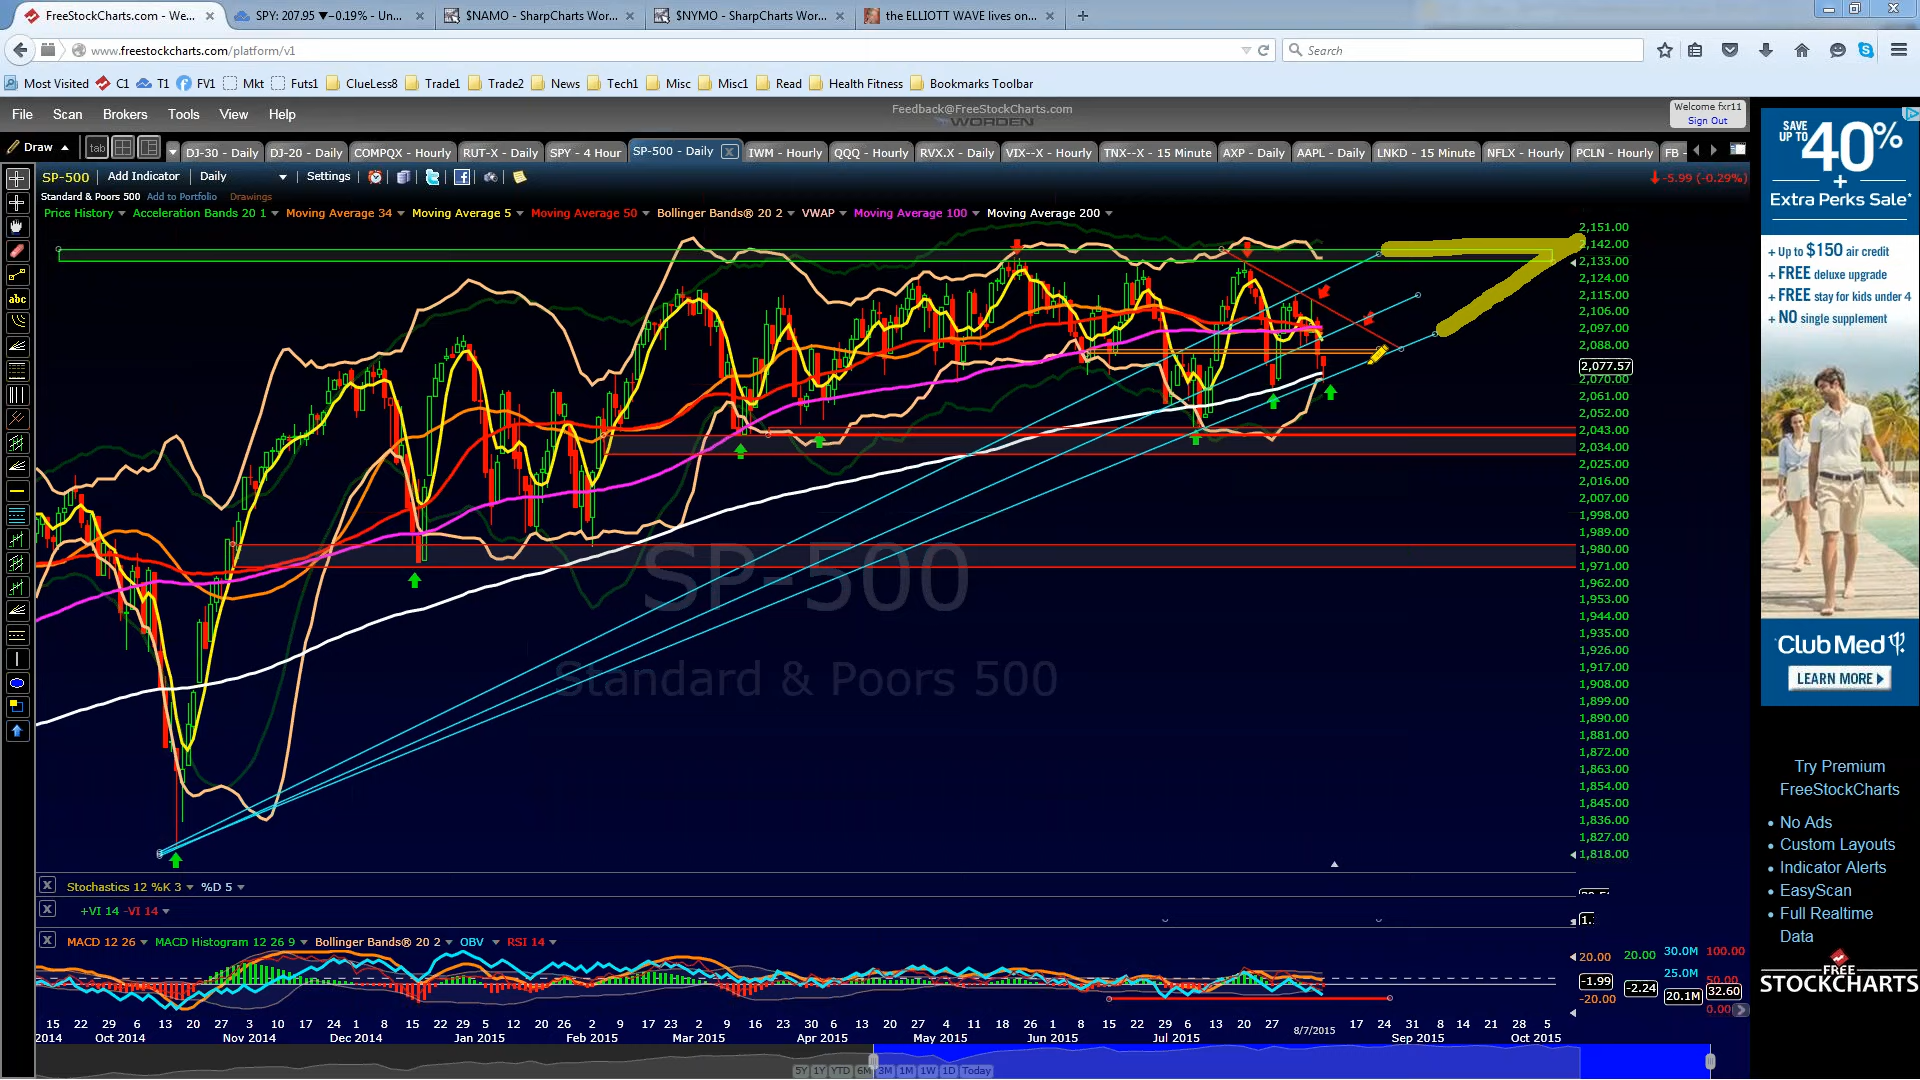 FreeStockCharts.com - We...
SPY: 207.95 ▼−0.19% - Un...
$NAMO - SharpCharts Wor...
$NYMO - SharpCharts Wor...
the ELLIOTT WAVE lives on...
www.freestockcharts.com/platform/v1
Search
Most Visited C1 T1 FV1 Mkt Futs1 ClueLess8 Trade1 Trade2 News Tech1 Misc Misc1 Read Health Fitness Bookmarks Toolbar
File Scan Brokers Tools View Help
Feedback@FreeStockCharts.com
WORDEN
Welcome fxr11
Sign Out
Draw tab DJ-30 - Daily DJ-20 - Daily COMPQX - Hourly RUT-X - Daily SPY - 4 Hour SP-500 - Daily X IWM - Hourly QQQ - Hourly RVX.X - Daily VIX--X - Hourly TNX--X - 15 Minute AXP - Daily AAPL - Daily LNKD - 15 Minute NFLX - Hourly PCLN - Hourly FB -
SP-500 Add Indicator Daily Settings
-5.99 (-0.29%)
Standard & Poors 500 Add to Portfolio Drawings
Price History Acceleration Bands 20 1 Moving Average 34 Moving Average 5 Moving Average 50 Bollinger Bands® 20 2 VWAP Moving Average 100 Moving Average 200
abc
2,151.00
2,142.00
2,133.00
2,124.00
2,115.00
2,106.00
2,097.00
2,088.00
2,077.57
2,070.00
2,061.00
2,052.00
2,043.00
2,034.00
2,025.00
2,016.00
2,007.00
1,998.00
1,989.00
1,980.00
1,971.00
1,962.00
1,953.00
1,944.00
1,935.00
1,926.00
1,917.00
1,908.00
1,899.00
1,890.00
1,881.00
1,872.00
1,863.00
1,854.00
1,845.00
1,836.00
1,827.00
1,818.00
SP-500
Standard & Poors 500
X Stochastics 12 %K 3 %D 5
X +VI 14 -VI 14
X MACD 12 26 MACD Histogram 12 26 9 Bollinger Bands® 20 2 OBV RSI 14
20.00 20.00 30.0M 100.00
25.0M 50.00
-1.99 -2.24 20.1M 32.60
-20.00 0.00
15 22 29 6 13 20 27 3 10 17 24 1 8 15 22 29 5 12 20 26 2 9 17 23 2 9 16 23 30 6 13 20 27 4 11 18 26 1 8 15 22 29 6 13 20 27 8/7/2015 17 24 31 8 14 21 28 5
2014 Oct 2014 Nov 2014 Dec 2014 Jan 2015 Feb 2015 Mar 2015 Apr 2015 May 2015 Jun 2015 Jul 2015 Sep 2015 Oct 2015
5Y 1Y YTD 6M 3M 1M 1W 1D Today
SAVE
UP TO
40%
+
Extra Perks Sale*
+ Up to $150 air credit
+ FREE deluxe upgrade
+ FREE stay for kids under 4
+ NO single supplement
Club Med
LEARN MORE
Try Premium
FreeStockCharts
• No Ads
• Custom Layouts
• Indicator Alerts
• EasyScan
• Full Realtime
Data
FREE
STOCKCHARTS